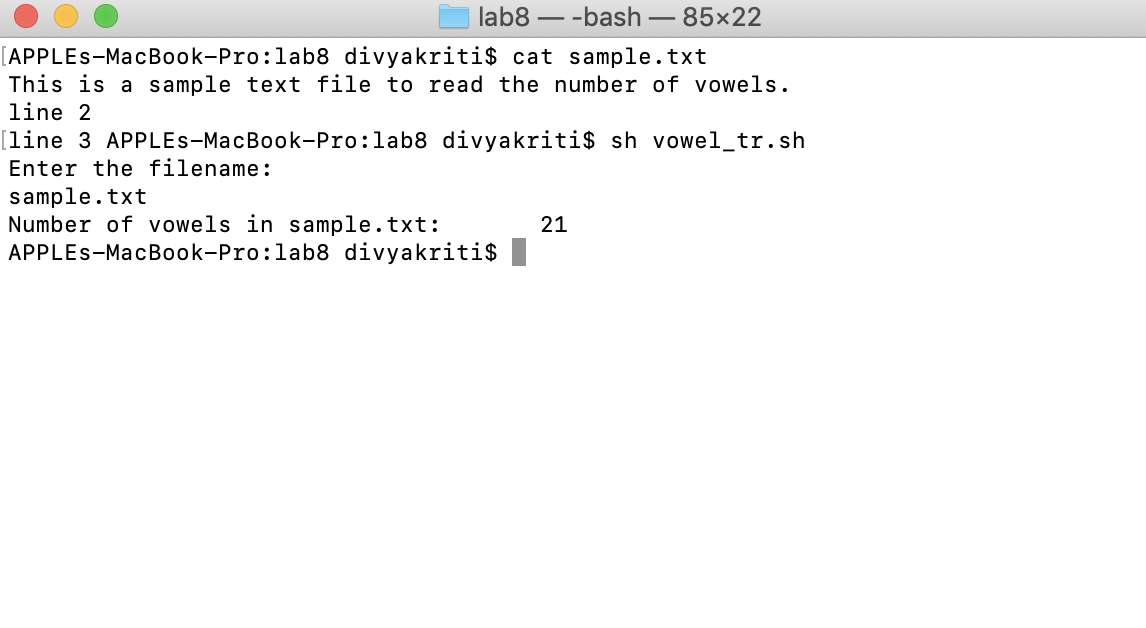 lab8 — -bash — 85×22
APPLEs-MacBook-Pro:lab8 divyakriti$ cat sample.txt
This is a sample text file to read the number of vowels.
line 2
line 3 APPLEs-MacBook-Pro:lab8 divyakriti$ sh vowel_tr.sh
Enter the filename:
sample.txt
Number of vowels in sample.txt:       21
APPLEs-MacBook-Pro:lab8 divyakriti$